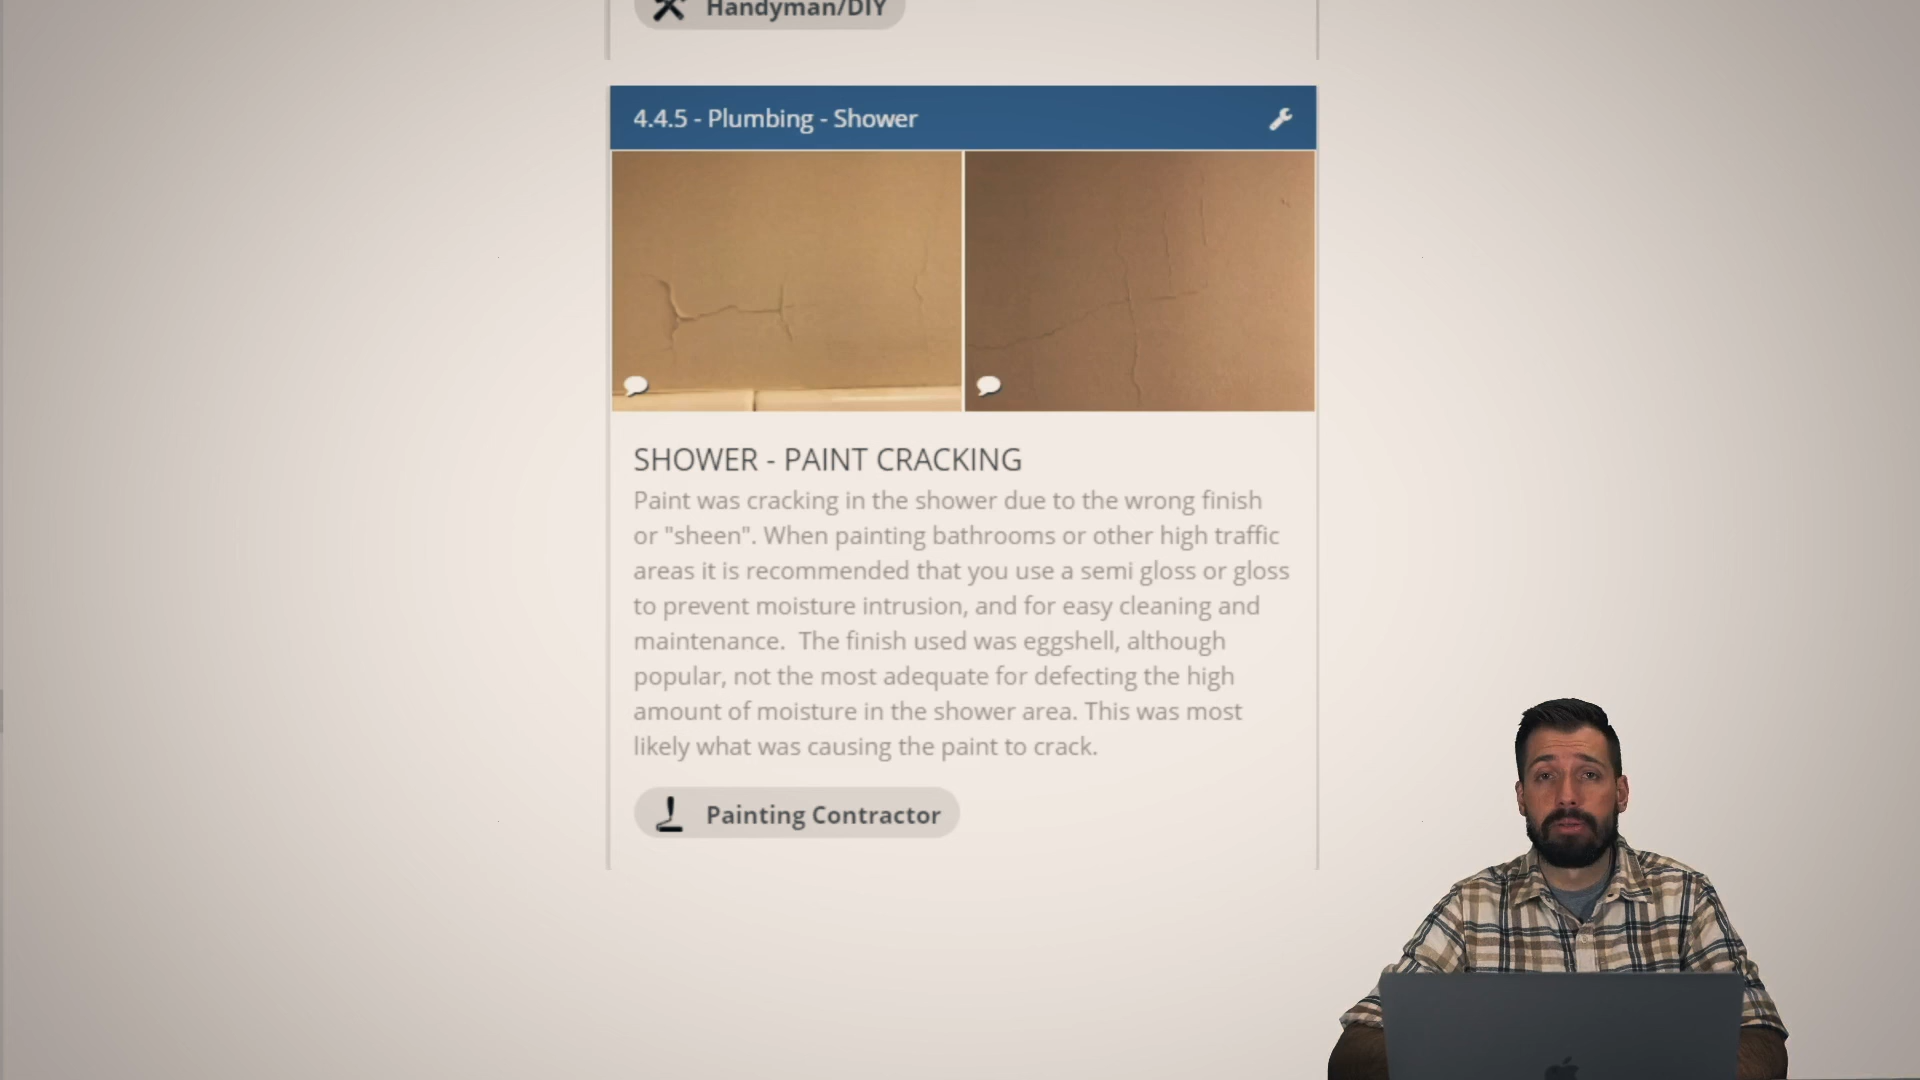 Handyman/DIY
4.4.5 - Plumbing - Shower
SHOWER - PAINT CRACKING
Paint was cracking in the shower due to the wrong finish
or "sheen". When painting bathrooms or other high traffic
areas it is recommended that you use a semi gloss or gloss
to prevent moisture intrusion, and for easy cleaning and
maintenance.  The finish used was eggshell, although
popular, not the most adequate for defecting the high
amount of moisture in the shower area. This was most
likely what was causing the paint to crack.
Painting Contractor